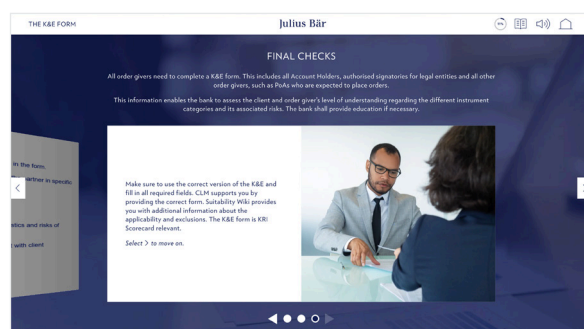 THE K&E FORM
Julius Bär
FINAL CHECKS
All order givers need to complete a K&E form. This includes all Account Holders, authorised signatories for legal entities and all other
order givers, such as PoAs who are expected to place orders.
This information enables the bank to assess the client and order giver's level of understanding regarding the different instrument
categories and its associated risks. The bank shall provide education if necessary.
in the form.
partner in specific
stics and risks of
with client
Make sure to use the correct version of the K&E and
fill in all required fields. CLM supports you by
providing the correct form. Suitability Wiki provides
you with additional information about the
applicability and exclusions. The K&E form is KRI
Scorecard relevant.
Select > to move on.